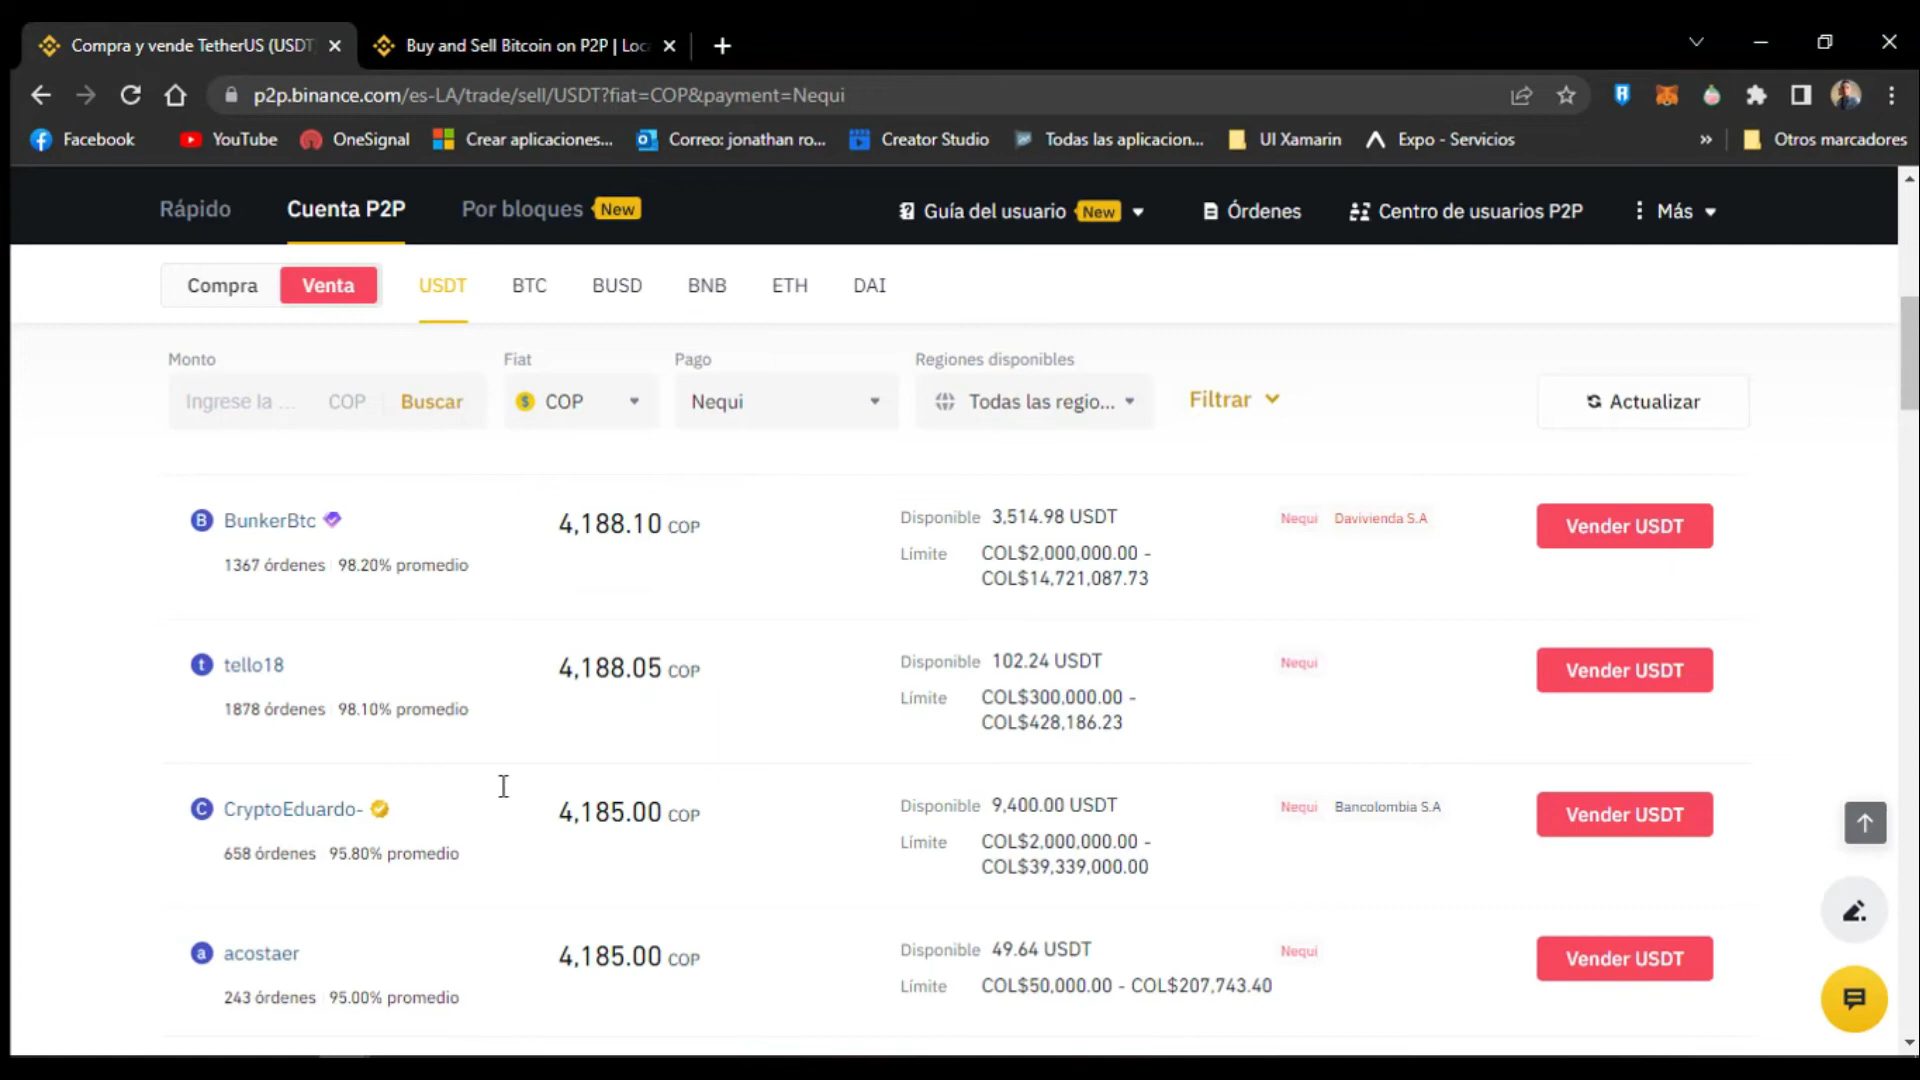 Compra y vende TetherUS (USDT
Buy and Sell Bitcoin on P2P | Loc
p2p.binance.com/es-LA/trade/sell/USDT?fiat=COP&payment=Nequi
Facebook
YouTube
OneSignal
Crear aplicaciones...
Correo: jonathan ro...
Creator Studio
Todas las aplicacion...
UI Xamarin
Expo - Servicios
»
Otros marcadores
Rápido
Cuenta P2P
Por bloques New
Guía del usuario New
Órdenes
Centro de usuarios P2P
Más
Compra
Venta
USDT
BTC
BUSD
BNB
ETH
DAI
Monto
Fiat
Pago
Regiones disponibles
Ingrese la ... COP Buscar
$ COP
Nequi
Todas las regio...
Filtrar
Actualizar
B BunkerBtc
1367 órdenes 98.20% promedio
4,188.10 COP
Disponible 3,514.98 USDT
Límite COL$2,000,000.00 -
COL$14,721,087.73
Nequi Davivienda S.A
Vender USDT
t tello18
1878 órdenes 98.10% promedio
4,188.05 COP
Disponible 102.24 USDT
Límite COL$300,000.00 -
COL$428,186.23
Nequi
Vender USDT
C CryptoEduardo-
658 órdenes 95.80% promedio
4,185.00 COP
Disponible 9,400.00 USDT
Límite COL$2,000,000.00 -
COL$39,339,000.00
Nequi Bancolombia S.A
Vender USDT
a acostaer
243 órdenes 95.00% promedio
4,185.00 COP
Disponible 49.64 USDT
Límite COL$50,000.00 - COL$207,743.40
Nequi
Vender USDT